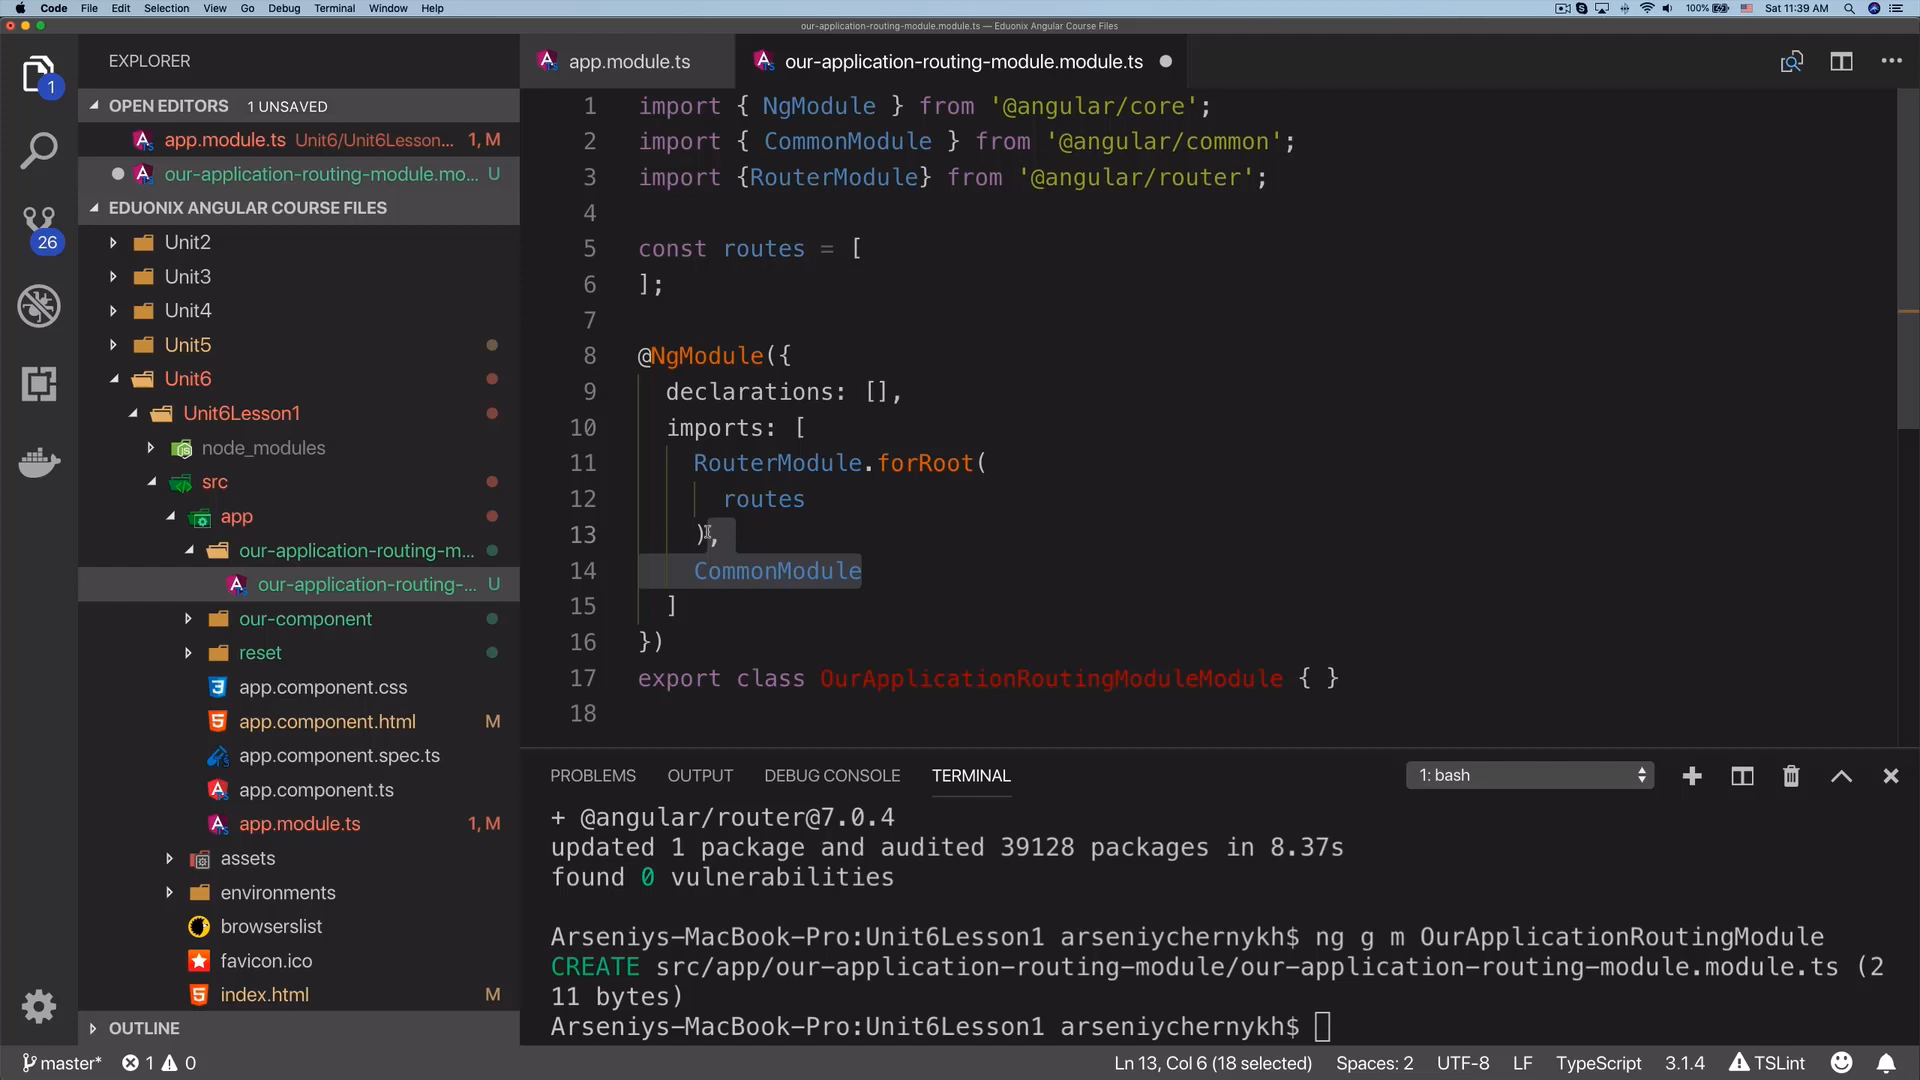 Code File Edit Selection View Go Debug Terminal Window Help
100% Sat 11:39 AM
our-application-routing-module.module.ts — Eduonix Angular Course Files
EXPLORER
OPEN EDITORS 1 UNSAVED
app.module.ts Unit6/Unit6Lesson... 1, M
our-application-routing-module.mo... U
EDUONIX ANGULAR COURSE FILES
Unit2
Unit3
Unit4
Unit5
Unit6
Unit6Lesson1
node_modules
src
app
our-application-routing-m...
our-application-routing-... U
our-component
reset
app.component.css
app.component.html M
app.component.spec.ts
app.component.ts
app.module.ts 1, M
assets
environments
browserslist
favicon.ico
index.html M
OUTLINE
1
26
app.module.ts
our-application-routing-module.module.ts
1 import { NgModule } from '@angular/core';
2 import { CommonModule } from '@angular/common';
3 import {RouterModule} from '@angular/router';
4
5 const routes = [
6 ];
7
8 @NgModule({
9 declarations: [],
10 imports: [
11 RouterModule.forRoot(
12 routes
13 ),
14 CommonModule
15 ]
16 })
17 export class OurApplicationRoutingModuleModule { }
18
PROBLEMS OUTPUT DEBUG CONSOLE TERMINAL
1: bash
+ @angular/router@7.0.4
updated 1 package and audited 39128 packages in 8.37s
found 0 vulnerabilities
Arseniys-MacBook-Pro:Unit6Lesson1 arseniychernykh$ ng g m OurApplicationRoutingModule
CREATE src/app/our-application-routing-module/our-application-routing-module.module.ts (2
11 bytes)
Arseniys-MacBook-Pro:Unit6Lesson1 arseniychernykh$
master* 1 0
Ln 13, Col 6 (18 selected) Spaces: 2 UTF-8 LF TypeScript 3.1.4 TSLint